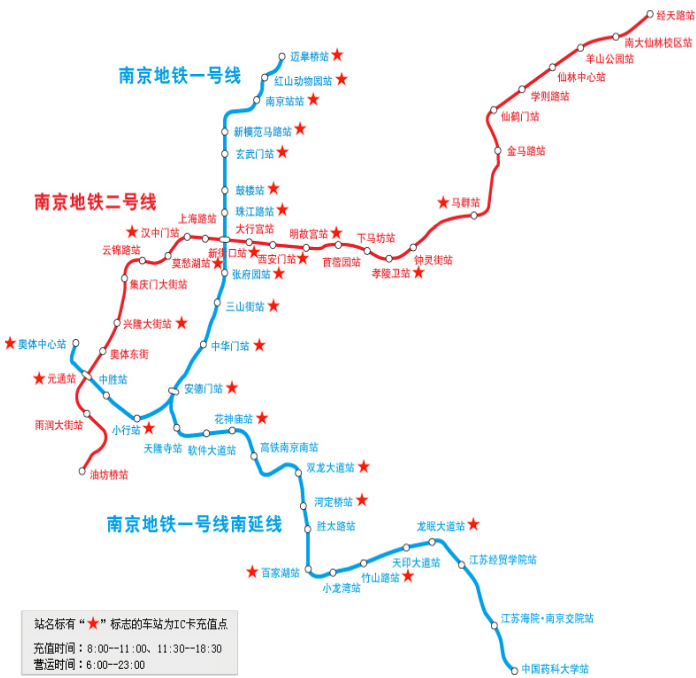 经天路站
南大仙林校区站
羊山公园站
仙林中心站
学则路站
仙鹤门站
金马路站
马群站
钟灵街站
孝陵卫站
下马坊站
苜蓿园站
明故宫站
西安门站
大行宫站
新街口站
上海路站
汉中门站
莫愁湖站
云锦路站
集庆门大街站
兴隆大街站
奥体东街
元通站
雨润大街站
油坊桥站
南京地铁二号线
南京地铁一号线
迈皋桥站
红山动物园站
南京站站
新模范马路站
玄武门站
鼓楼站
珠江路站
张府园站
三山街站
中华门站
安德门站
小行站
中胜站
奥体中心站
天隆寺站
软件大道站
花神庙站
高铁南京南站
双龙大道站
河定桥站
胜太路站
百家湖站
小龙湾站
竹山路站
天印大道站
龙眠大道站
江苏经贸学院站
江苏海院·南京交院站
中国药科大学站
南京地铁一号线南延线
站名标有“★”标志的车站为IC卡充值点
充值时间：8:00--11:00、11:30--18:30
营运时间：6:00--23:00